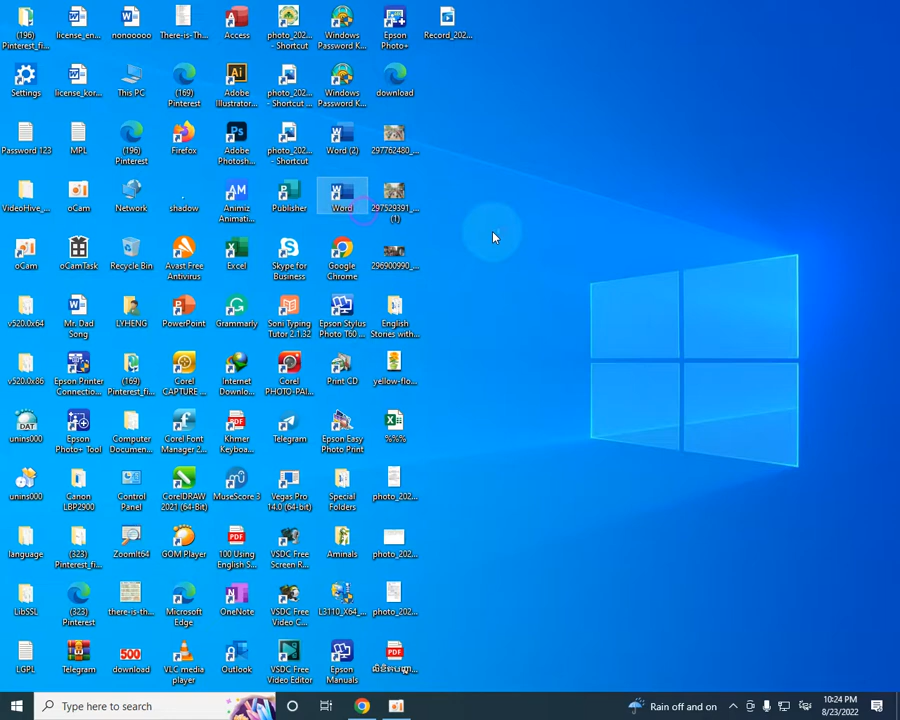 (196)
Pinterest_fi...
license_en...
nonooooo
There-is-Th...
Access
photo_202...
- Shortcut
Windows
Password K...
Epson
Photo+
Record_202...
Settings
license_kor...
This PC
(169)
Pinterest
Adobe
Illustrator...
photo_202...
- Shortcut ...
Windows
Password K...
download
Password 123
MPL
(196)
Pinterest
Firefox
Adobe
Photosh...
photo_202...
- Shortcut
Word (2)
297762480_...
VideoHive_...
oCam
Network
shadow
Animiz
Animati...
Publisher
Word
297529391_...
(1)
oCam
oCamTask
Recycle Bin
Avast Free
Antivirus
Excel
Skype for
Business
Google
Chrome
296900990_...
v520.0x64
Mr. Dad
Song
LYHENG
PowerPoint
Grammarly
Soni Typing
Tutor 2.1.32
Epson Stylus
Photo T60 ...
English
Stories with...
v520.0x86
Epson Printer
Connectio...
(169)
Pinterest_fi...
Corel
CAPTURE ...
Internet
Downlo...
Corel
PHOTO-PAI...
Print CD
yellow-flo...
unins000
Epson
Photo+ Tool
Computer
Documen...
Corel Font
Manager 2...
Khmer
Keyboa...
Telegram
Epson Easy
Photo Print
%%%
unins000
Canon
LBP2900
Control
Panel
CorelDRAW
2021 (64-Bit)
MuseScore 3
Vegas Pro
14.0 (64-bit)
Special
Folders
photo_202...
language
(323)
Pinterest_fi...
ZoomIt64
GOM Player
100 Using
English S...
VSDC Free
Screen R...
Aminals
photo_202...
LibSSL
(323)
Pinterest
there-is-th...
Microsoft
Edge
OneNote
VSDC Free
Video C...
L3110_X64_...
photo_202...
LGPL
Telegram
download
VLC media
player
Outlook
VSDC Free
Video Editor
Epson
Manuals
Type here to search
Rain off and on
10:24 PM
8/23/2022